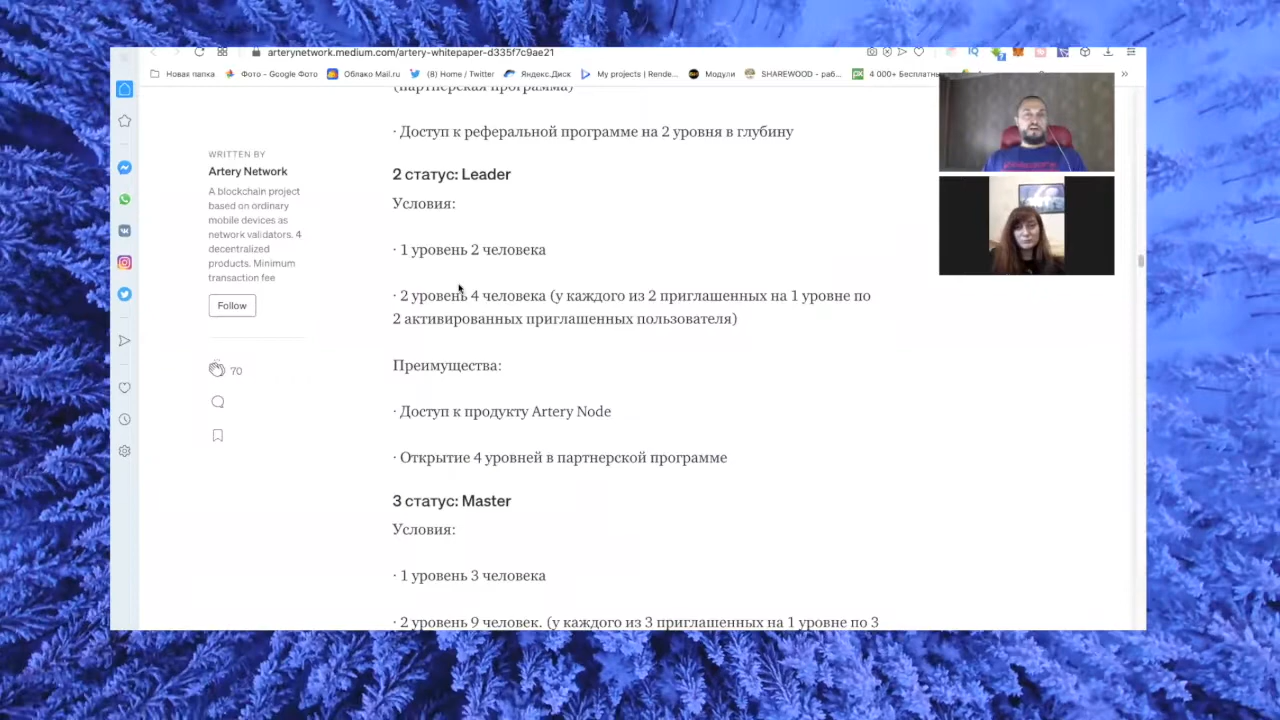 arterynetwork.medium.com/artery-whitepaper-d335f7c9ae21
Новая папка
Фото - Google Фото
Облако Mail.ru
(8) Home / Twitter
Яндекс.Диск
My projects | Rende...
Модули
SHAREWOOD - раб...
4 000+ Бесплатны
»
(партнерская программа)
· Доступ к реферальной программе на 2 уровня в глубину
WRITTEN BY
Artery Network
A blockchain project
based on ordinary
mobile devices as
network validators. 4
decentralized
products. Minimum
transaction fee
Follow
70
2 статус: Leader
Условия:
· 1 уровень 2 человека
· 2 уровень 4 человека (у каждого из 2 приглашенных на 1 уровне по
2 активированных приглашенных пользователя)
Преимущества:
· Доступ к продукту Artery Node
· Открытие 4 уровней в партнерской программе
3 статус: Master
Условия:
· 1 уровень 3 человека
· 2 уровень 9 человек. (у каждого из 3 приглашенных на 1 уровне по 3